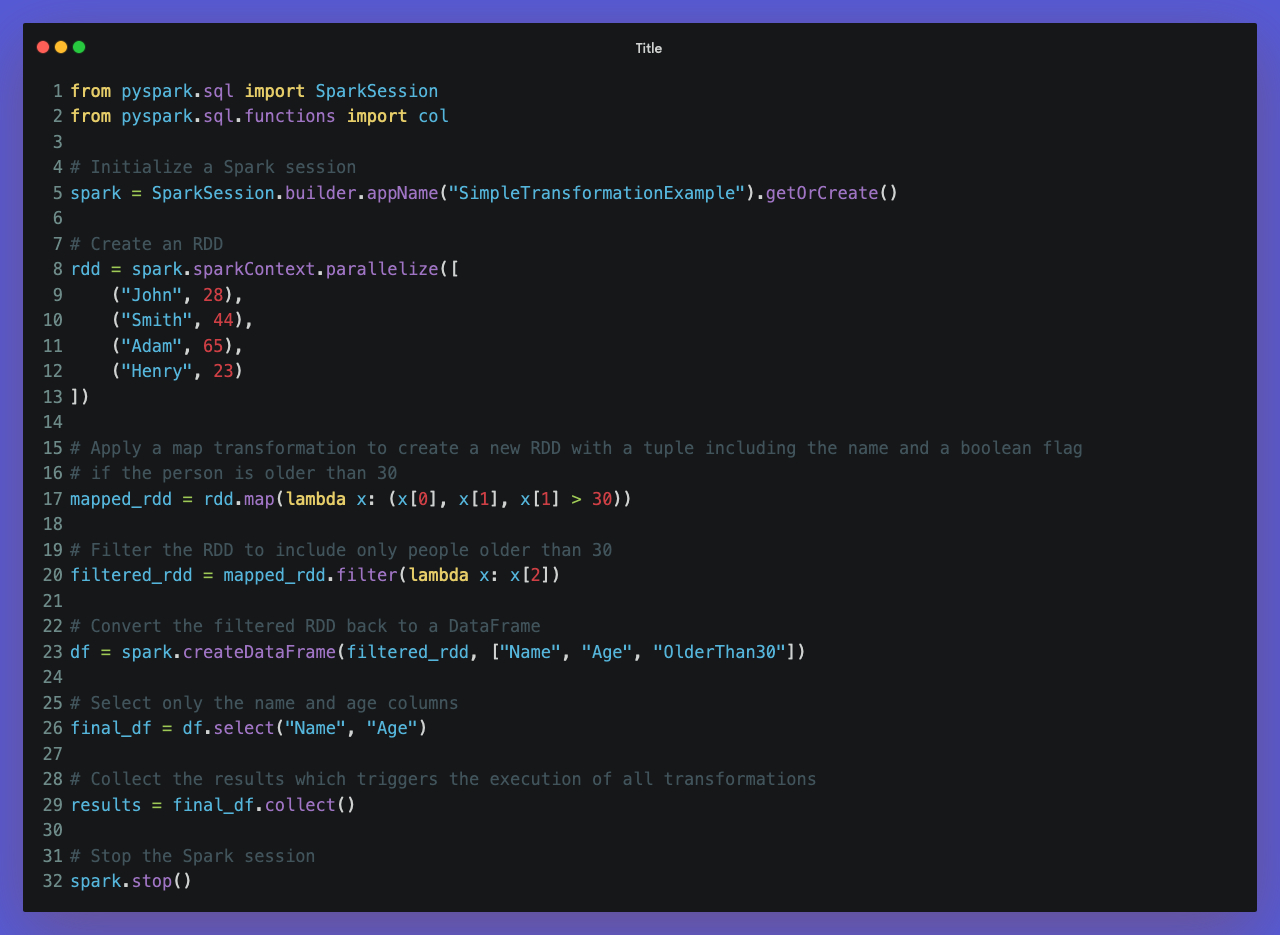 Title
1 from pyspark.sql import SparkSession
2 from pyspark.sql.functions import col
3
4 # Initialize a Spark session
5 spark = SparkSession.builder.appName("SimpleTransformationExample").getOrCreate()
6
7 # Create an RDD
8 rdd = spark.sparkContext.parallelize([
9     ("John", 28),
10     ("Smith", 44),
11     ("Adam", 65),
12     ("Henry", 23)
13 ])
14
15 # Apply a map transformation to create a new RDD with a tuple including the name and a boolean flag
16 # if the person is older than 30
17 mapped_rdd = rdd.map(lambda x: (x[0], x[1], x[1] > 30))
18
19 # Filter the RDD to include only people older than 30
20 filtered_rdd = mapped_rdd.filter(lambda x: x[2])
21
22 # Convert the filtered RDD back to a DataFrame
23 df = spark.createDataFrame(filtered_rdd, ["Name", "Age", "OlderThan30"])
24
25 # Select only the name and age columns
26 final_df = df.select("Name", "Age")
27
28 # Collect the results which triggers the execution of all transformations
29 results = final_df.collect()
30
31 # Stop the Spark session
32 spark.stop()